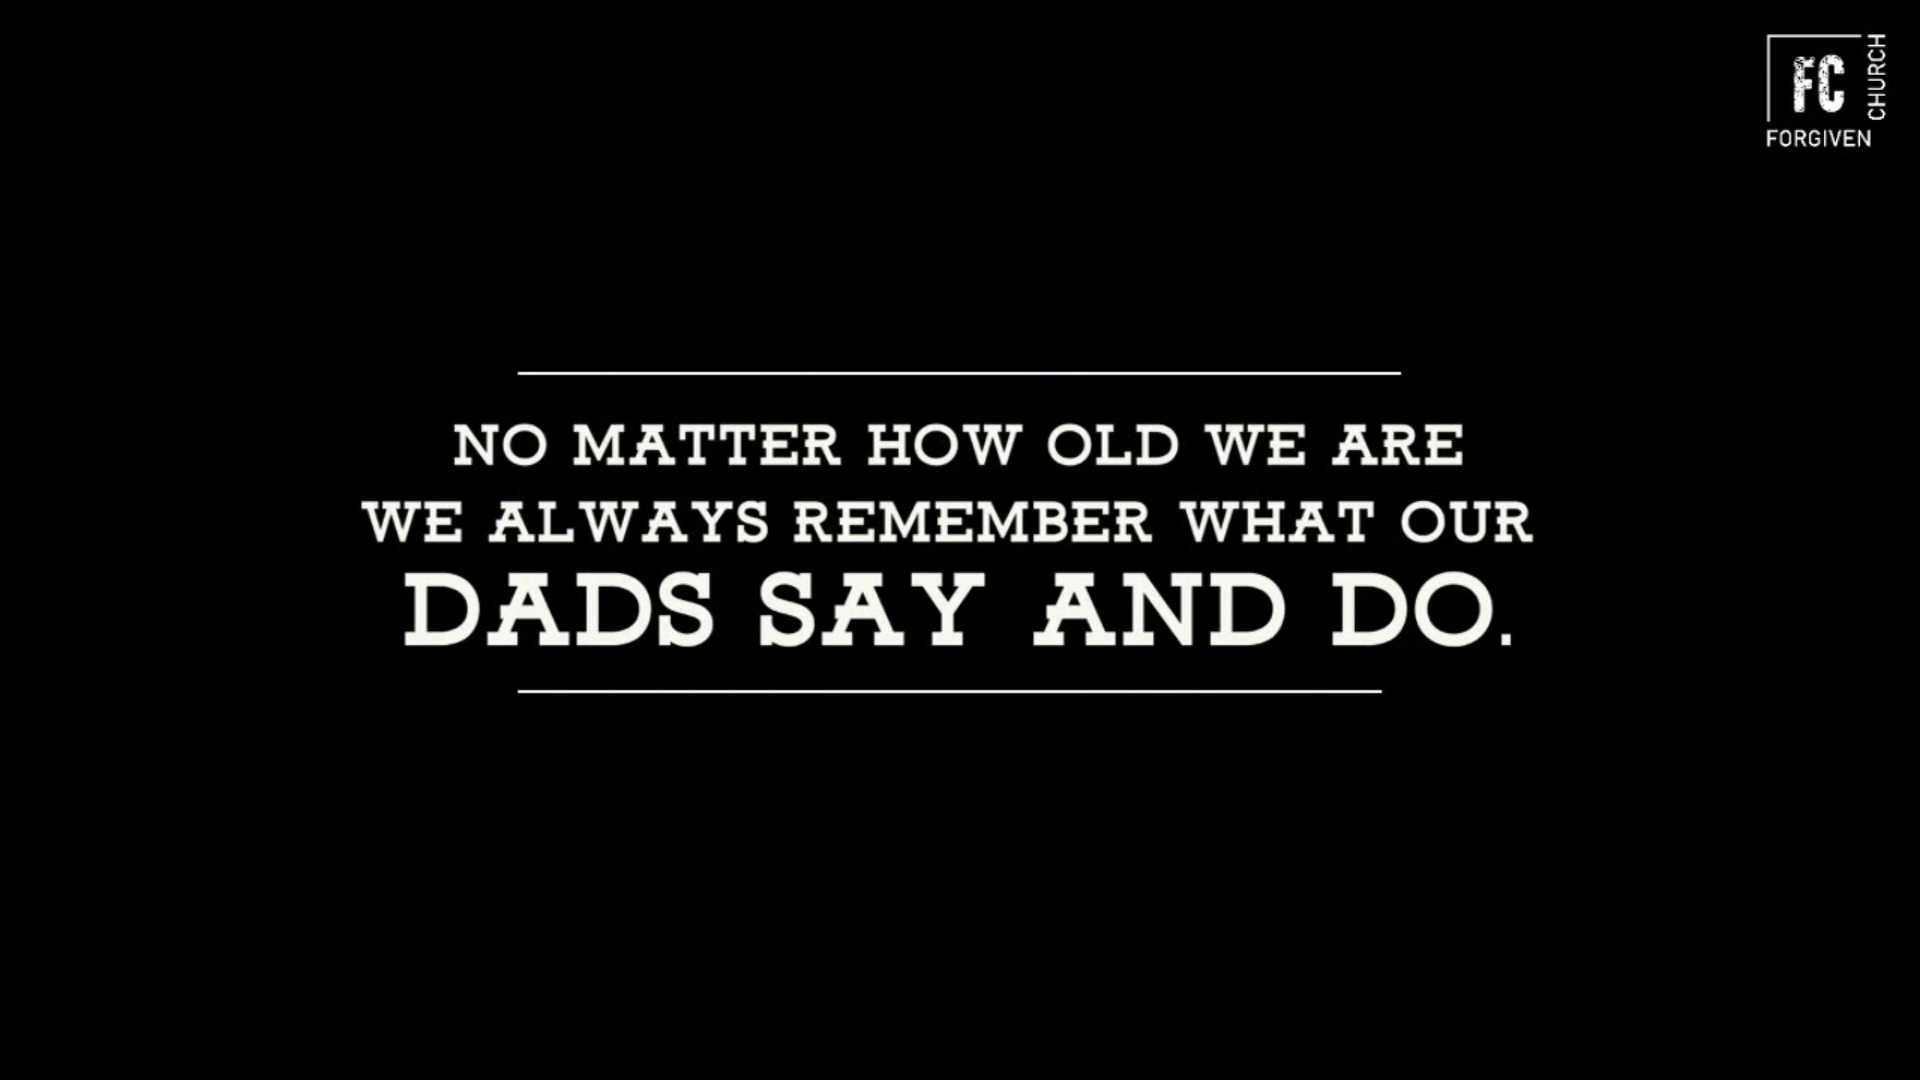 FC
CHURCH
FORGIVEN
NO MATTER HOW OLD WE ARE
WE ALWAYS REMEMBER WHAT OUR
DADS SAY AND DO.